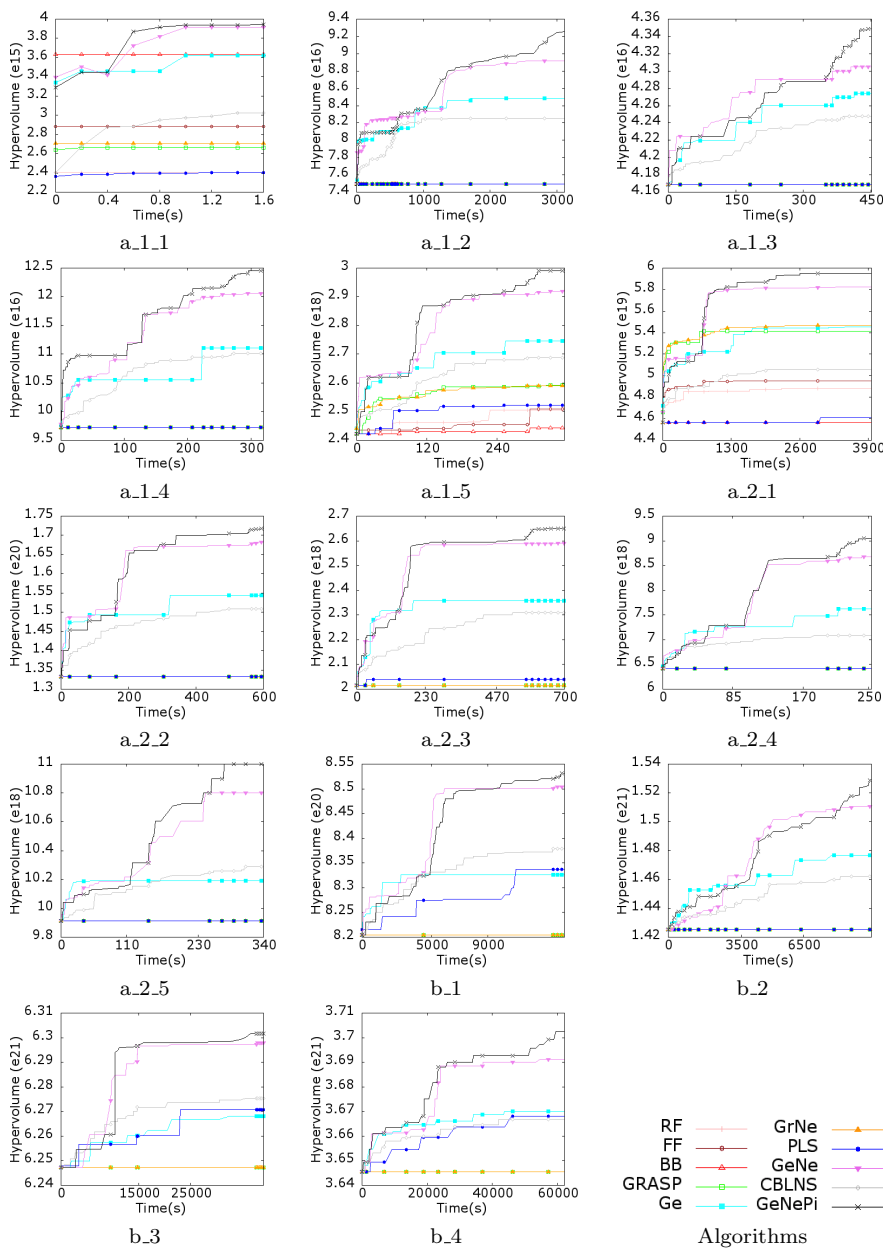 Hypervolume (e15)
4
3.8
3.6
3.4
3.2
3
2.8
2.6
2.4
2.2
0 0.4 0.8 1.2 1.6
Time(s)
a_1_1
Hypervolume (e16)
9.4
9.2
9
8.8
8.6
8.4
8.2
8
7.8
7.6
7.4
0 1000 2000 3000
Time(s)
a_1_2
Hypervolume (e16)
4.36
4.34
4.32
4.3
4.28
4.26
4.24
4.22
4.2
4.18
4.16
0 150 300 450
Time(s)
a_1_3
Hypervolume (e16)
12.5
12
11.5
11
10.5
10
9.5
0 100 200 300
Time(s)
a_1_4
Hypervolume (e18)
3
2.9
2.8
2.7
2.6
2.5
2.4
0 120 240
Time(s)
a_1_5
Hypervolume (e19)
6
5.8
5.6
5.4
5.2
5
4.8
4.6
4.4
0 1300 2600 3900
Time(s)
a_2_1
Hypervolume (e20)
1.75
1.7
1.65
1.6
1.55
1.5
1.45
1.4
1.35
1.3
0 200 400 600
Time(s)
a_2_2
Hypervolume (e18)
2.8
2.7
2.6
2.5
2.4
2.3
2.2
2.1
2
0 230 470 700
Time(s)
a_2_3
Hypervolume (e18)
9.5
9
8.5
8
7.5
7
6.5
6
0 85 170 250
Time(s)
a_2_4
Hypervolume (e18)
11
10.8
10.6
10.4
10.2
10
9.8
0 110 230 340
Time(s)
a_2_5
Hypervolume (e20)
8.55
8.5
8.45
8.4
8.35
8.3
8.25
8.2
0 5000 9000
Time(s)
b_1
Hypervolume (e21)
1.54
1.52
1.5
1.48
1.46
1.44
1.42
0 3500 6500
Time(s)
b_2
Hypervolume (e21)
6.31
6.3
6.29
6.28
6.27
6.26
6.25
6.24
0 15000 25000
Time(s)
b_3
Hypervolume (e21)
3.71
3.7
3.69
3.68
3.67
3.66
3.65
3.64
0 20000 40000 60000
Time(s)
b_4
RF
FF
BB
GRASP
Ge
GrNe
PLS
GeNe
CBLNS
GeNePi
Algorithms